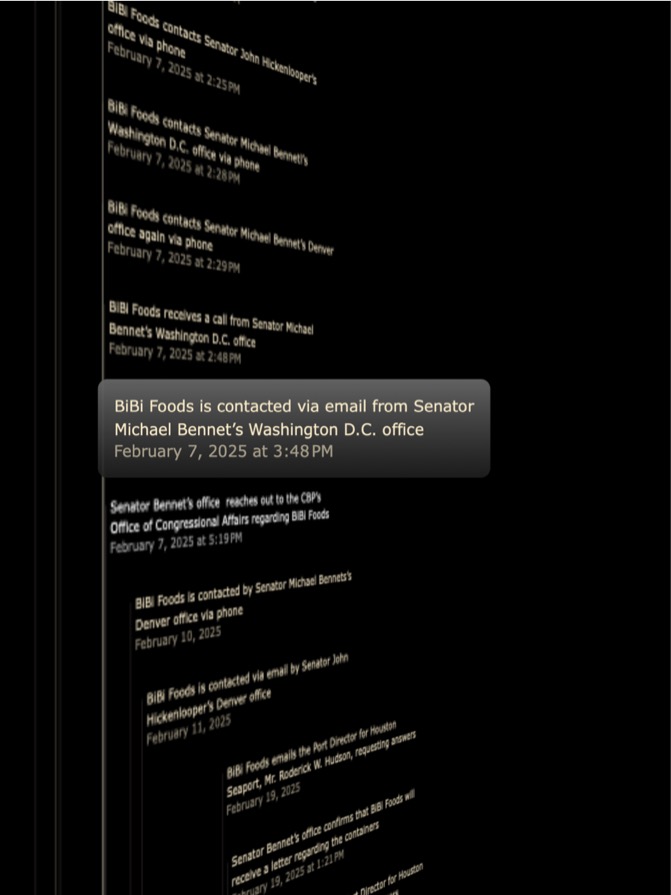 BiBi Foods contacts Senator John Hickenlooper's
office via phone
February 7, 2025 at 2:25PM
BiBi Foods contacts Senator Michael Bennett's
Washington D.C. office via phone
February 7, 2025 at 2:28PM
BiBi Foods contacts Senator Michael Bennet's Denver
office again via phone
February 7, 2025 at 2:29PM
BiBi Foods receives a call from Senator Michael
Bennet's Washington D.C. office
February 7, 2025 at 2:48PM
BiBi Foods is contacted via email from Senator
Michael Bennet’s Washington D.C. office
February 7, 2025 at 3:48PM
Senator Bennet's office reaches out to the CBP's
Office of Congressional Affairs regarding BiBi Foods
February 7, 2025 at 5:19PM
BiBi Foods is contacted by Senator Michael Bennets's
Denver office via phone
February 10, 2025
BiBi Foods is contacted via email by Senator John
Hickenlooper's Denver office
February 11, 2025
BiBi Foods emails the Port Director for Houston
Seaport, Mr. Roderick W. Hudson, requesting answers
February 19, 2025
Senator Bennet's office confirms that BiBi Foods will
receive a letter regarding the containers
February 19, 2025 at 1:21PM
Director for Houston